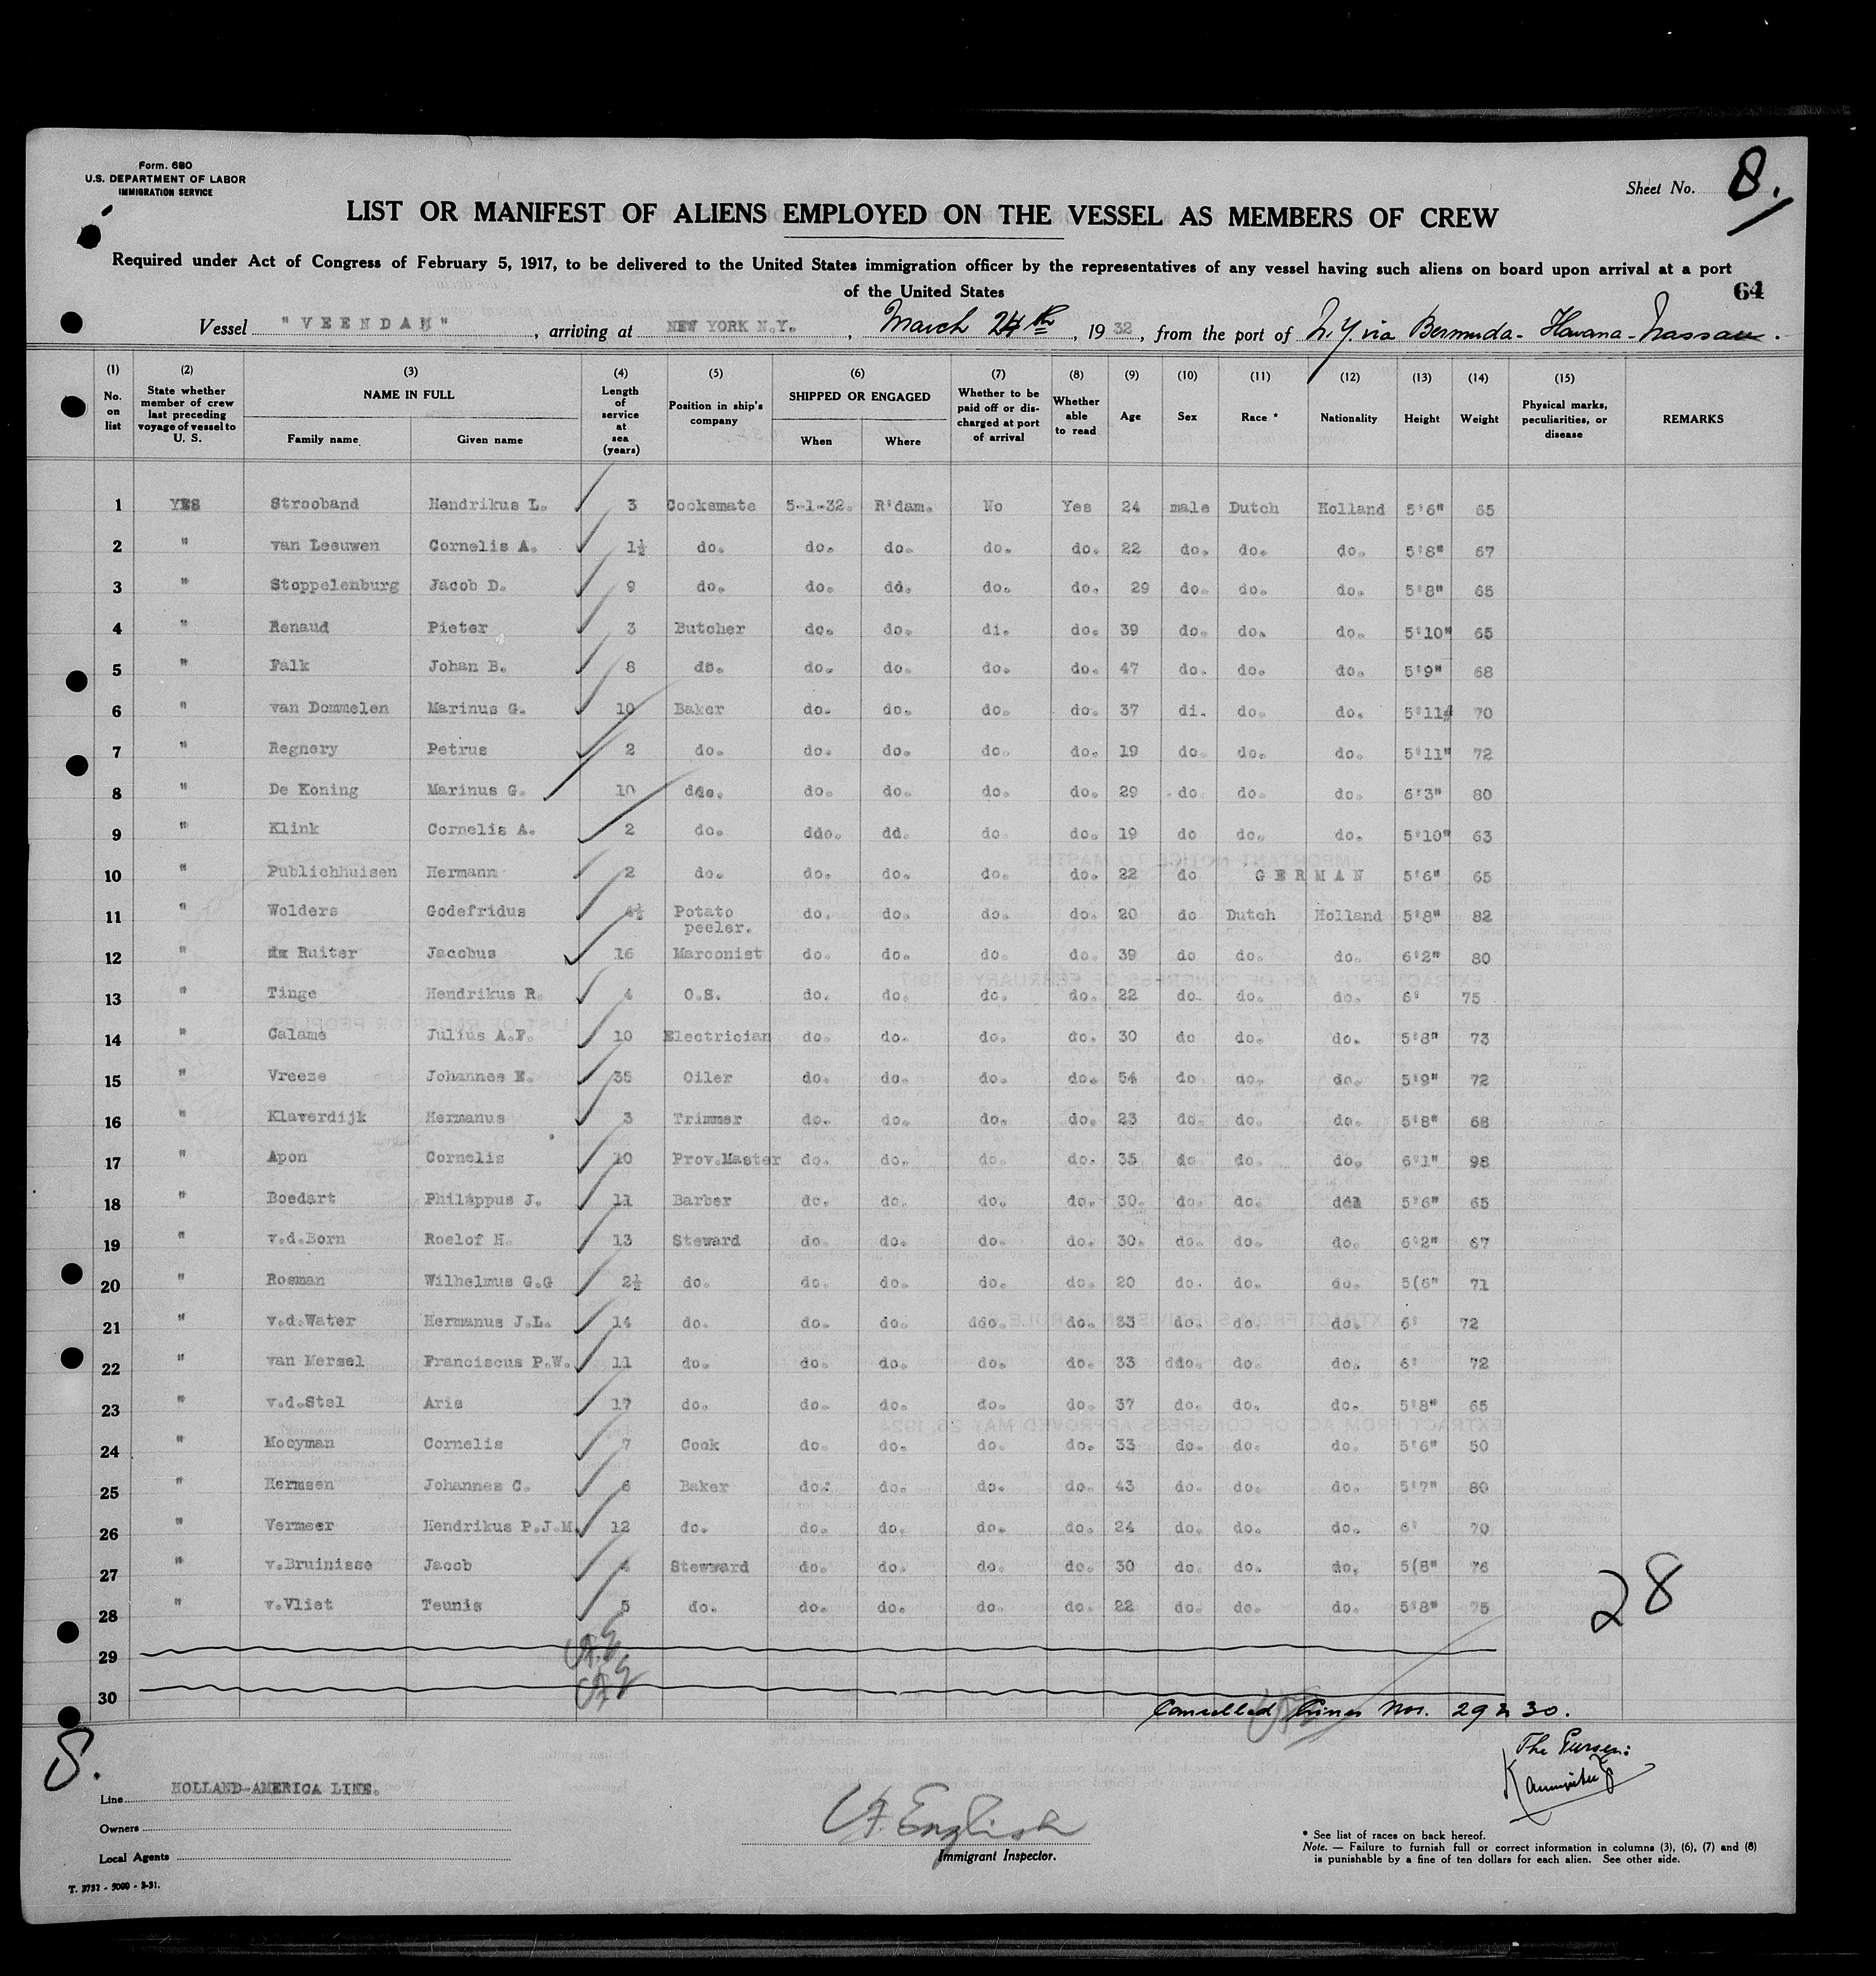 Form. 680
U.S. DEPARTMENT OF LABOR
IMMIGRATION SERVICE
Sheet No. 8.
LIST OR MANIFEST OF ALIENS EMPLOYED ON THE VESSEL AS MEMBERS OF CREW
Required under Act of Congress of February 5, 1917, to be delivered to the United States immigration officer by the representatives of any vessel having such aliens on board upon arrival at a port
of the United States
64
Vessel "VEENDAM", arriving at NEW YORK N.Y., March 24th, 1932, from the port of N.Y. via Bermuda- Havana-Nassau.
(1) No. on list (2) State whether member of crew last preceding voyage of vessel to U. S. (3) NAME IN FULL Family name Given name (4) Length of service at sea (years) (5) Position in ship's company (6) SHIPPED OR ENGAGED When Where (7) Whether to be paid off or discharged at port of arrival (8) Whether able to read (9) Age (10) Sex (11) Race * (12) Nationality (13) Height (14) Weight (15) Physical marks, peculiarities, or disease REMARKS
1 YES Strooband Hendrikus L. 3 Cooksmate 5-1-32. R'dam. No Yes 24 male Dutch Holland 5'6" 65
2 " van Leeuwen Cornelis A. 1½ do. do. do. do. do. 22 do. do. do. 5'8" 67
3 " Stoppelenburg Jacob D. 9 do. do. dd. do. do. 29 do. do. do. 5'8" 65
4 " Renaud Pieter 3 Butcher do. do. di. do. 39 do. do. do. 5'10" 65
5 " Falk Johan B. 8 do. do. do. do. do. 47 do. do. do. 5'9" 68
6 " van Dommelen Marinus G. 10 Baker do. do. do. do. 37 di. do. do. 5'11" 70
7 " Regnery Petrus 2 do. do. do. do. do. 19 do do. do. 5'11" 72
8 " De Koning Marinus G. 10 ddo. do. do. do. do. 29 do do. do. 6'3" 80
9 " Klink Cornelis A. 2 do. ddo. dd. do do. 19 do do. do. 5'10" 63
10 " Publichhuisen Hermann 2 do. do. do. do. do. 22 do GERMAN 5'6" 65
11 " Wolders Godefridus 4½ Potato peeler. do. do. do. do. 20 do Dutch Holland 5'8" 82
12 " de Ruiter Jacobus 16 Marconist do. do. do. do. 39 do do. do. 6'2" 80
13 " Tinge Hendrikus R. 4 O.S. do. do. do. do. 22 do. do. do. 6' 75
14 " Calame Julius A.F. 10 Electrician do. do. do. do. 30 do do. do. 5'8" 73
15 " Vreeze Johannes E. 35 Oiler do. do. do. do. 54 do do. do. 5'9" 72
16 " Klaverdijk Hermanus 3 Trimmer do. do. do. do. 23 do. do. do. 5'8" 68
17 " Apon Cornelis 10 Prov.Master do. do. do. do. 35 do do. do. 6'1" 98
18 " Boedart Philippus J. 11 Barber do. do. do. do. 30. do. do. dda 5'6" 65
19 " v.d.Born Roelof H. 13 Steward do. do. do. do. 30. do. do. do. 6'2" 67
20 " Rosman Wilhelmus G.G 2½ do. do. do. do. do. 20 do. do. do. 5(6" 71
21 " v.d.Water Hermanus J.L. 14 do. do. do. ddo. do. 33 do. do. do. 6' 72
22 " van Mersel Franciscus P.W. 11 do. do. do. do. do. 33 ddo. do. do. 6' 72
23 " v.d.Stel Arie 17 do. do. do. do. do. 37 do. do. do. 5'8" 65
24 " Mooyman Cornelis 7 Cook do. do. do. do. 33 do. do. do. 5'6" 50
25 " Hermsen Johannes C. 6 Baker do. do. do. do. 43 do. do. do. 5'7" 80
26 " Vermeer Hendrikus P.J.M. 12 do. do. do. do. do. 24 do. do. do. 6' 70
27 " v.Bruinisse Jacob 4 Stewward do. do. do. do. 30 do. do. do. 5(8" 76
28 " v.Vliet Teunis 5 do. do. do. do. do. 22 do. do. do. 5'8" 75
28
29
30
Cancelled lines nos. 29 & 30.
The Purser:
8.
Line HOLLAND-AMERICA LINE.
Owners
Local Agents
English
Immigrant Inspector.
* See list of races on back hereof.
Note. — Failure to furnish full or correct information in columns (3), (6), (7) and (8)
is punishable by a fine of ten dollars for each alien. See other side.
T. 3732 - 5000 - 3-31.